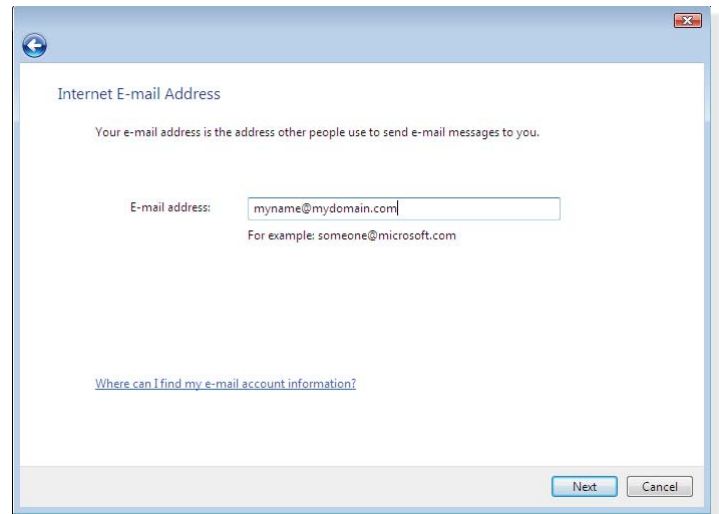 Internet E-mail Address
Your e-mail address is the address other people use to send e-mail messages to you.
E-mail address: myname@mydomain.com
For example: someone@microsoft.com
Where can I find my e-mail account information?
Next Cancel